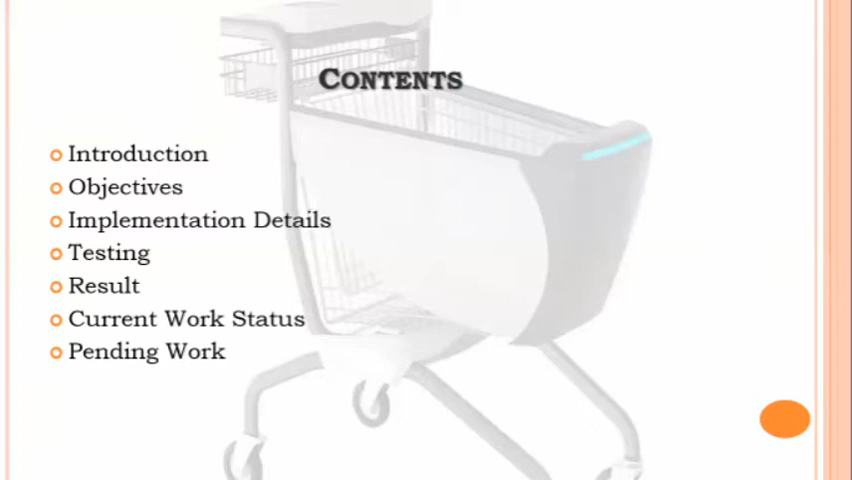 CONTENTS
Introduction
Objectives
Implementation Details
Testing
Result
Current Work Status
Pending Work